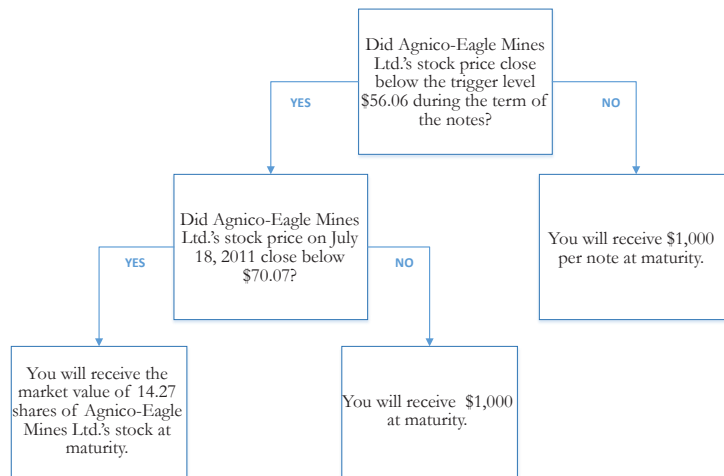 Did Agnico-Eagle Mines
Ltd.'s stock price close
below the trigger level
$56.06 during the term of
the notes?
YES
NO
Did Agnico-Eagle Mines
Ltd.'s stock price on July
18, 2011 close below
$70.07?
You will receive $1,000
per note at maturity.
YES
NO
You will receive the
market value of 14.27
shares of Agnico-Eagle
Mines Ltd.'s stock at
maturity.
You will receive $1,000
at maturity.